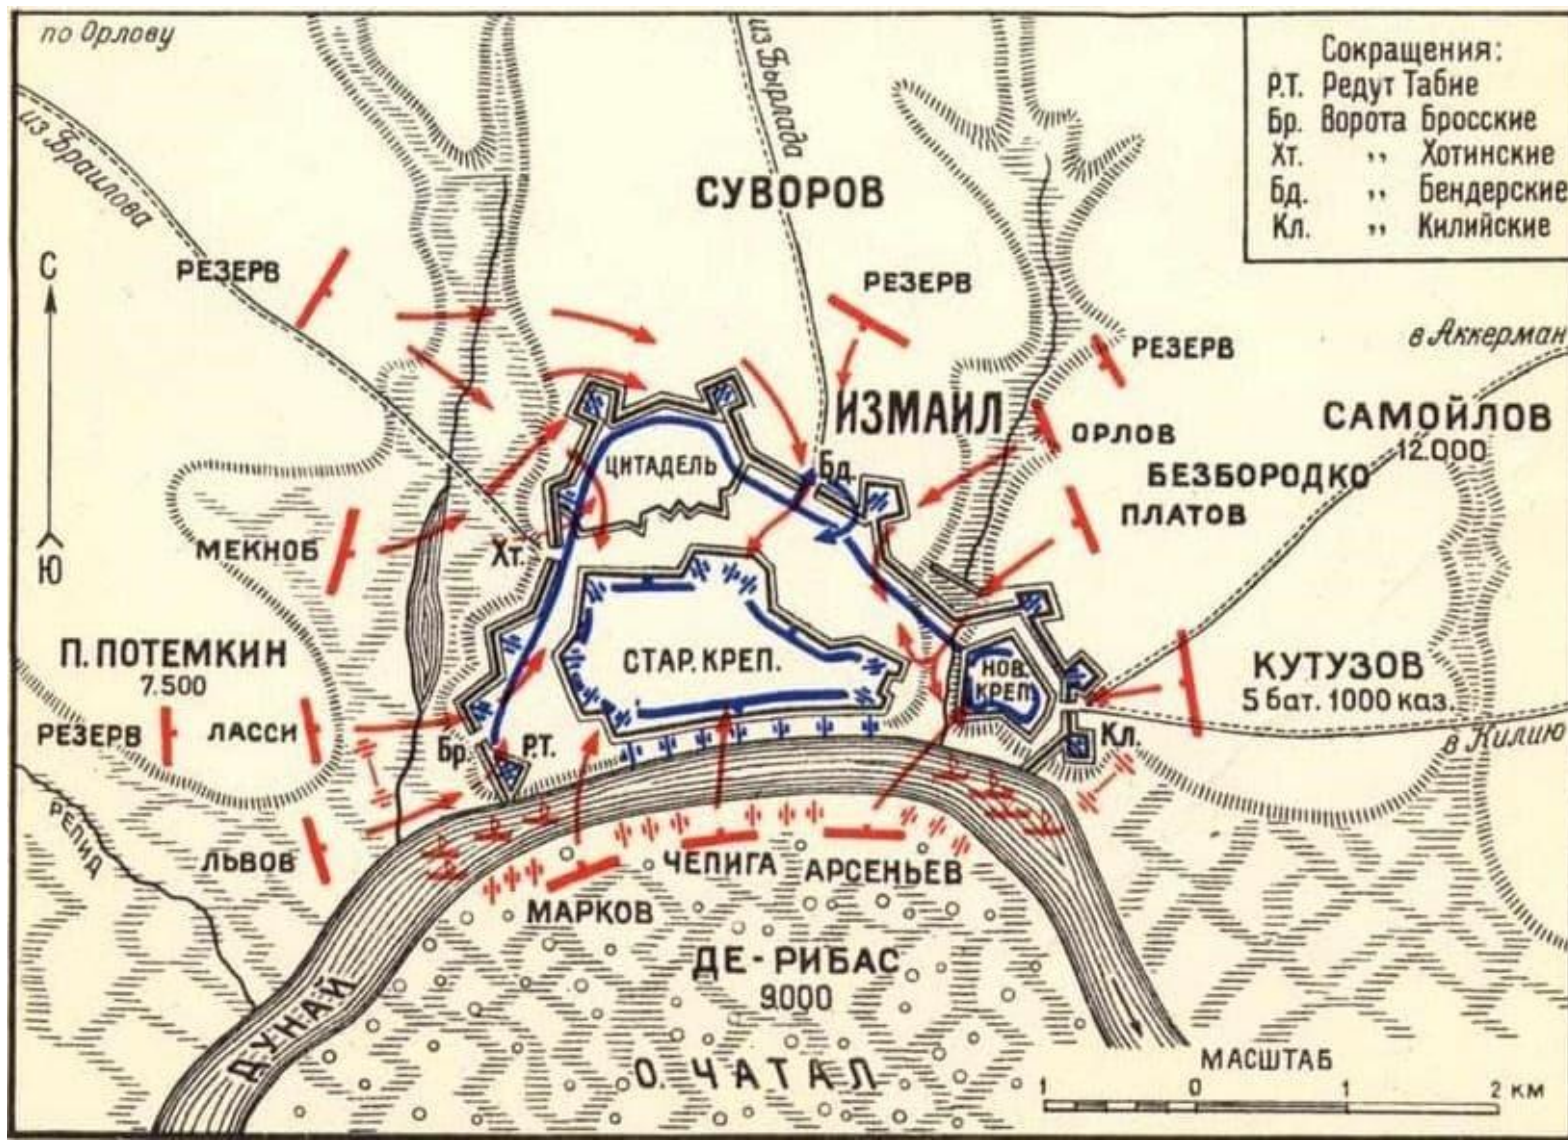 по Орлову
Сокращения:
Р.Т. Редут Табие
Бр. Ворота Бросские
Хт. ,, Хотинские
Бд. ,, Бендерские
Кл. ,, Килийские
из Браилова
из Бырлада
СУВОРОВ
С
Ю
РЕЗЕРВ
РЕЗЕРВ
РЕЗЕРВ
в Аккерман
ИЗМАИЛ
САМОЙЛОВ
12.000
ОРЛОВ
БЕЗБОРОДКО
ПЛАТОВ
ЦИТАДЕЛЬ
Бд.
МЕКНОБ
Хт.
П. ПОТЕМКИН
7.500
СТАР. КРЕП.
НОВ.
КРЕП
КУТУЗОВ
5 бат. 1000 каз.
РЕЗЕРВ
ЛАССИ
Бр.
Р.Т.
Кл.
в Килию
РЕПИД
ЛЬВОВ
ЧЕПИГА
АРСЕНЬЕВ
МАРКОВ
ДЕ-РИБАС
9.000
ДУНАЙ
О. ЧАТАЛ
МАСШТАБ
1 0 1 2 КМ